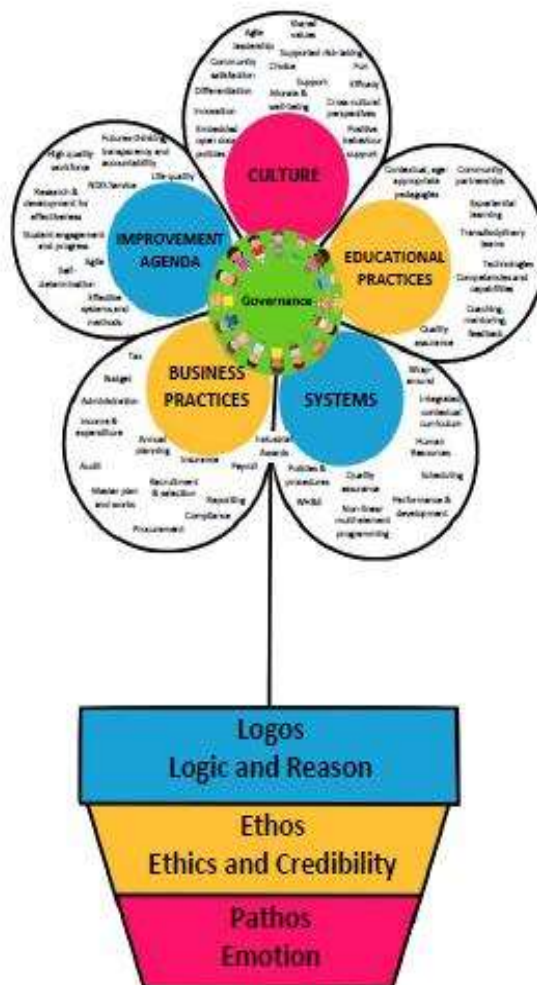 Shared
values
Agile
leadership
Supported risk-taking
Fun
Choice
Community
satisfaction
Support
Efficacy
Differentiation
Morale &
well-being
Cross-cultural
perspectives
Innovation
Embedded
open door
policies
Positive
behaviour
support
CULTURE
Futures thinking
transparency and
accountability
High quality
workforce
NDIS Service
Life quality
Research &
development for
effectiveness
Student engagement
and progress
Agile
Self-
determination
Effective
systems and
methods
IMPROVEMENT
AGENDA
Contextual, age-
appropriate
pedagogies
Community
partnerships
Experiential
learning
Transdisciplinary
teams
Technologies
Competencies and
capabilities
Coaching,
mentoring,
feedback
Quality
assurance
EDUCATIONAL
PRACTICES
Governance
Tax
Budget
Administration
Income &
expenditure
Annual
planning
Industrial
Awards
Audit
Insurance
Payroll
Recruitment
& selection
Master plan
and works
Reporting
Compliance
Procurement
BUSINESS
PRACTICES
Wrap-
around
Integrated
contextual
curriculum
Human
Resources
Policies &
procedures
Quality
assurance
Scheduling
WH&S
Performance &
development
Non-linear
multi element
programming
SYSTEMS
Logos
Logic and Reason
Ethos
Ethics and Credibility
Pathos
Emotion